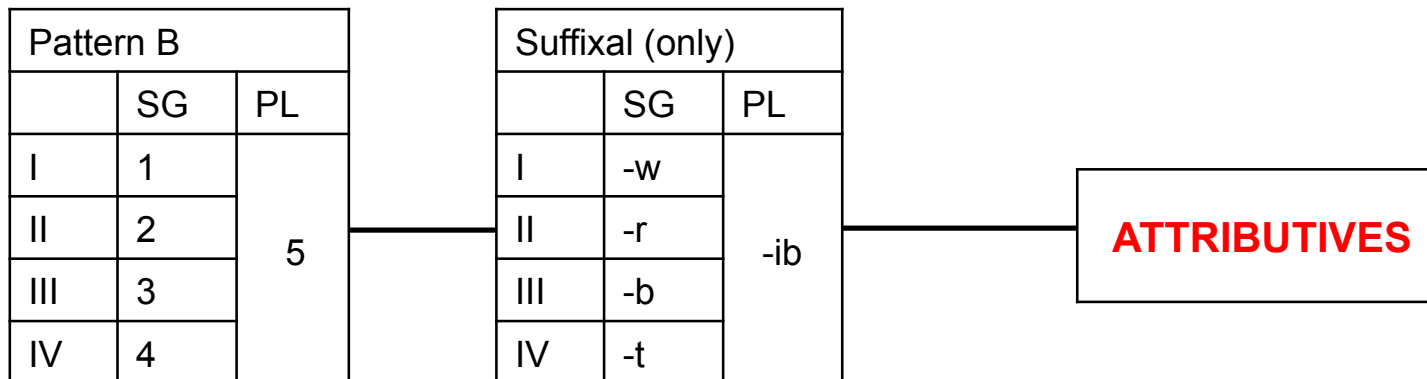 Pattern B
SG PL
I 1
II 2
III 3
IV 4
5
Suffixal (only)
SG PL
I -w
II -r
III -b
IV -t
-ib
ATTRIBUTIVES